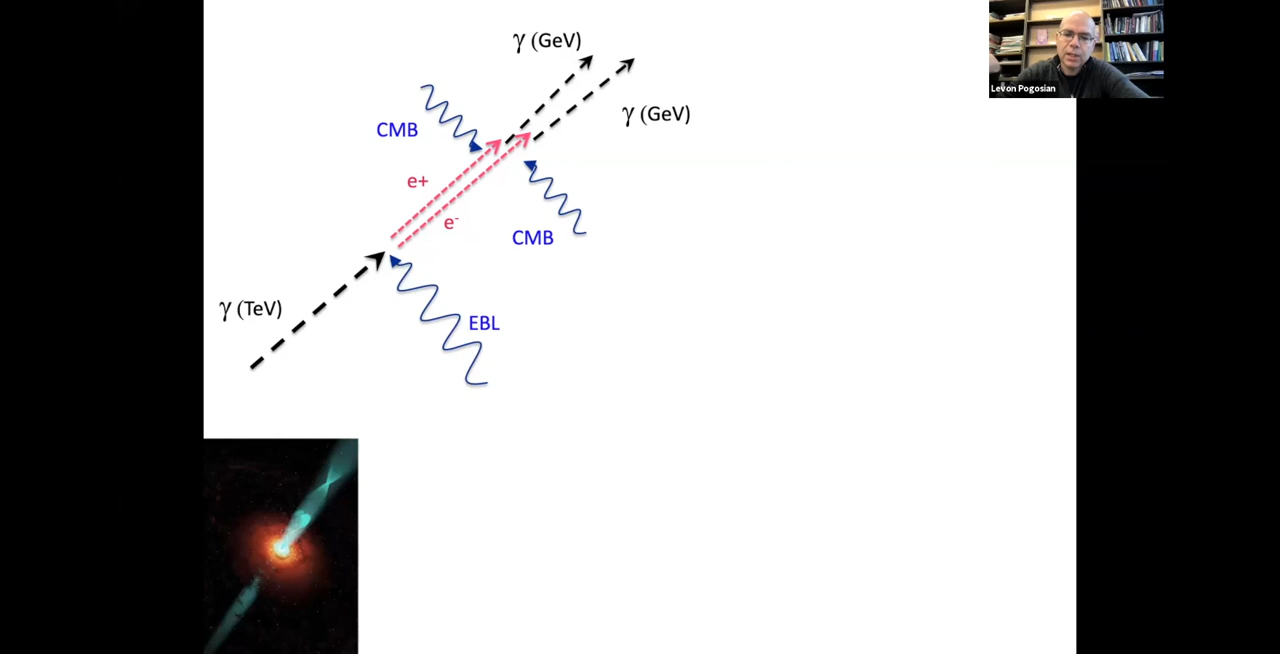 γ (GeV)
γ (GeV)
CMB
e+
e-
CMB
γ (TeV)
EBL
Levon Pogosian